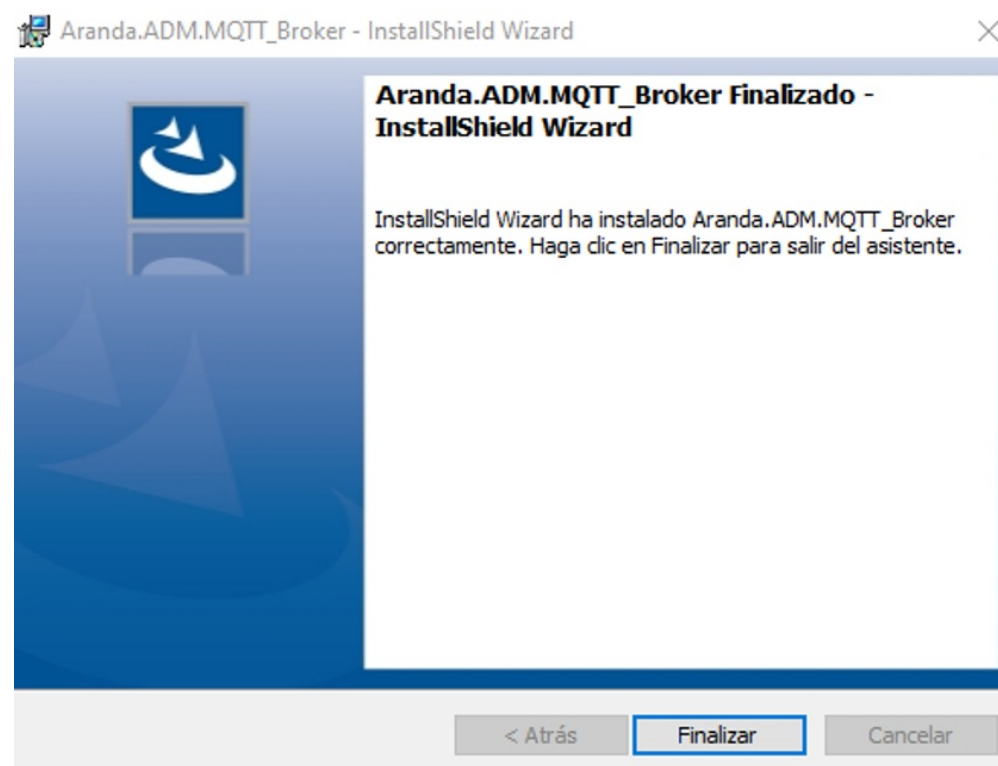 Aranda.ADM.MQTT_Broker - InstallShield Wizard
Aranda.ADM.MQTT_Broker Finalizado -
InstallShield Wizard
InstallShield Wizard ha instalado Aranda.ADM.MQTT_Broker
correctamente. Haga clic en Finalizar para salir del asistente.
< Atrás
Finalizar
Cancelar